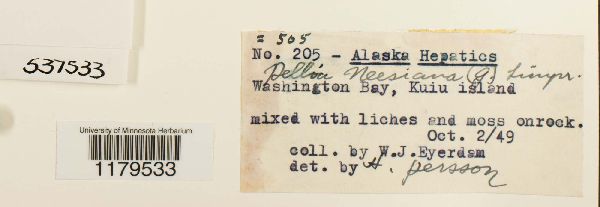 537533
University of Minnesota Herbarium
1179533
= 505
No. 205 - Alaska Hepatics
Pellia Neesiana (G.) Limpr.
Washington Bay, Kuiu island
mixed with liches and moss onrock.
Oct. 2/49
coll. by W.J.Eyerdam
det. by H. Persson